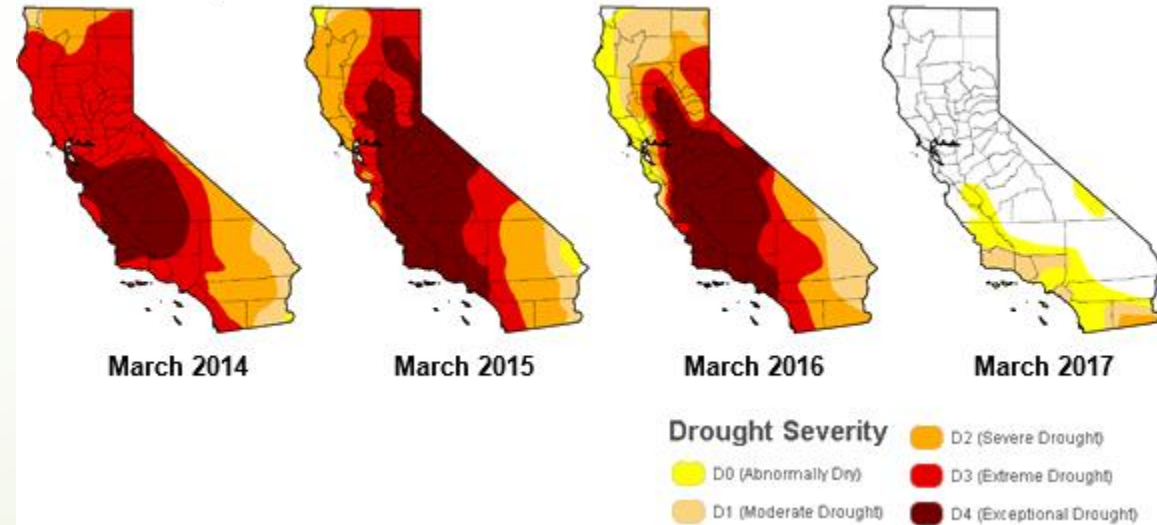 March 2014
March 2015
March 2016
March 2017
Drought Severity
D0 (Abnormally Dry)
D1 (Moderate Drought)
D2 (Severe Drought)
D3 (Extreme Drought)
D4 (Exceptional Drought)